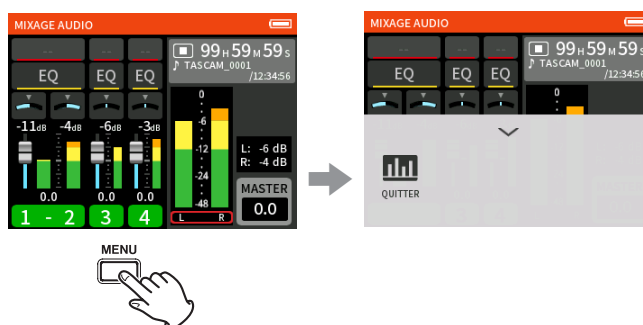 MIXAGE AUDIO
-- -- --
EQ EQ EQ
-11dB -4dB -6dB -3dB
0.0 0.0 0.0
1 - 2 3 4
99H59M59s
TASCAM_0001
/12:34:56
0
-6
-12
-24
-48
L R
L: -6 dB
R: -4 dB
MASTER
0.0
MENU
MIXAGE AUDIO
-- -- --
EQ EQ EQ
99H59M59s
TASCAM_0001
/12:34:56
0
QUITTER